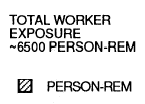 TOTAL WORKER
EXPOSURE
~6500 PERSON-REM
PERSON-REM